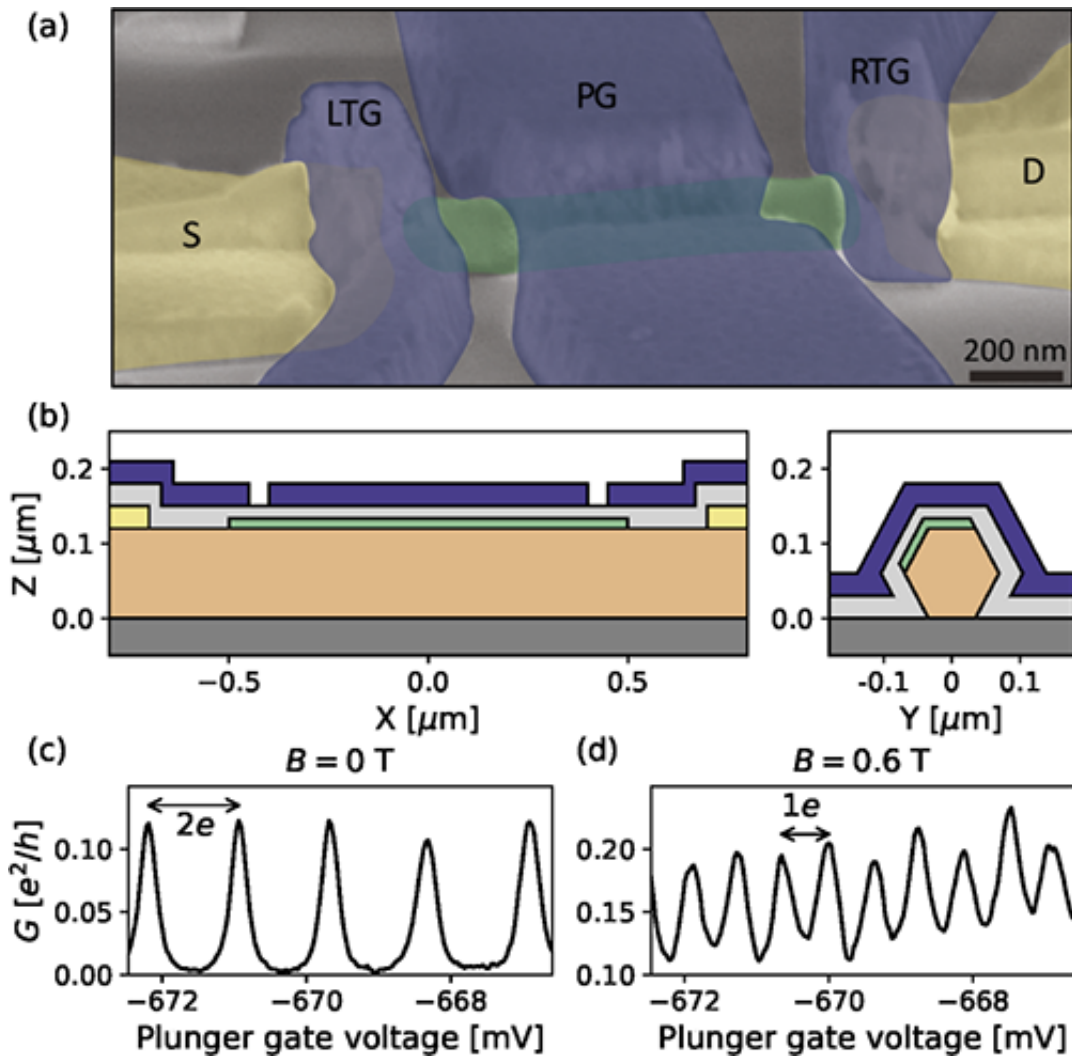 (a)
LTG
PG
RTG
S
D
200 nm
(b)
Z [μm]
0.2
0.1
0.0
−0.5
0.0
0.5
X [μm]
0.2
0.1
0.0
-0.1
0
0.1
Y [μm]
(c)
B = 0 T
2e
G [e²/h]
0.10
0.05
0.00
−672
−670
−668
Plunger gate voltage [mV]
(d)
B = 0.6 T
1e
0.20
0.15
0.10
−672
−670
−668
Plunger gate voltage [mV]